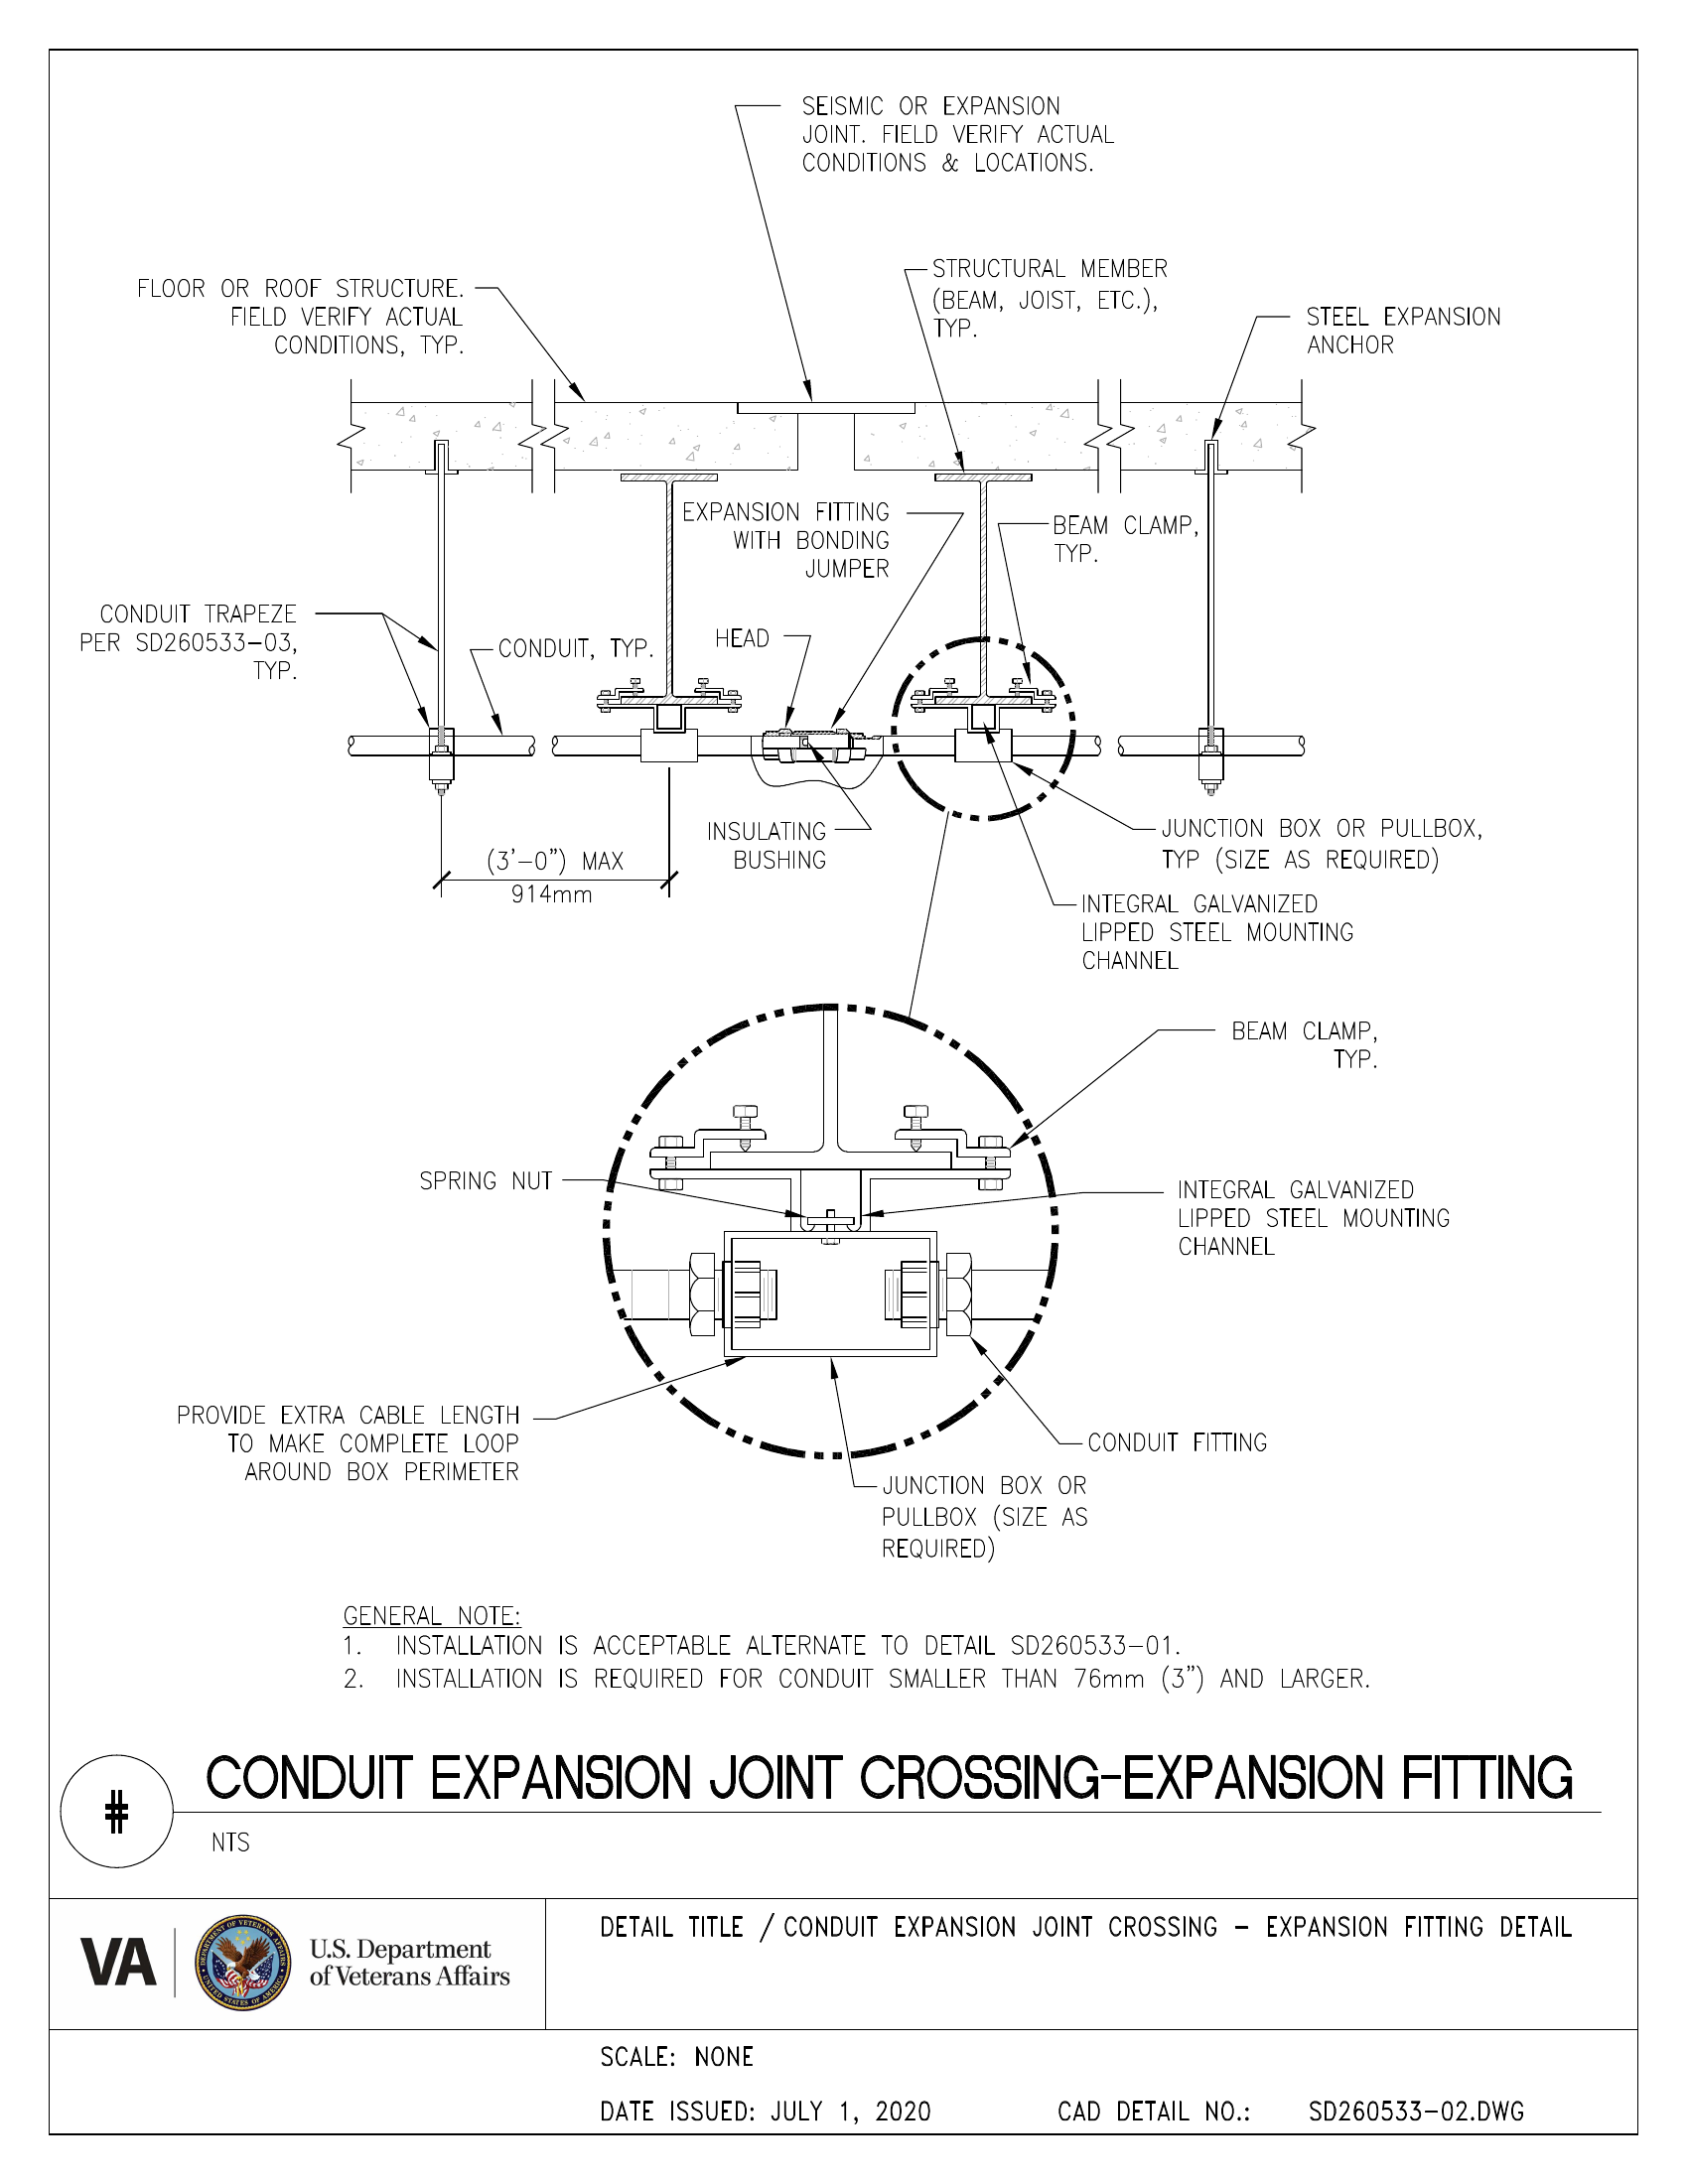 SEISMIC OR EXPANSION
JOINT. FIELD VERIFY ACTUAL
CONDITIONS & LOCATIONS.
FLOOR OR ROOF STRUCTURE.
FIELD VERIFY ACTUAL
CONDITIONS, TYP.
STRUCTURAL MEMBER
(BEAM, JOIST, ETC.),
TYP.
STEEL EXPANSION
ANCHOR
EXPANSION FITTING
WITH BONDING
JUMPER
BEAM CLAMP,
TYP.
CONDUIT TRAPEZE
PER SD260533-03,
TYP.
CONDUIT, TYP.
HEAD
INSULATING
BUSHING
(3'-0") MAX
914mm
JUNCTION BOX OR PULLBOX,
TYP (SIZE AS REQUIRED)
INTEGRAL GALVANIZED
LIPPED STEEL MOUNTING
CHANNEL
BEAM CLAMP,
TYP.
SPRING NUT
INTEGRAL GALVANIZED
LIPPED STEEL MOUNTING
CHANNEL
PROVIDE EXTRA CABLE LENGTH
TO MAKE COMPLETE LOOP
AROUND BOX PERIMETER
CONDUIT FITTING
JUNCTION BOX OR
PULLBOX (SIZE AS
REQUIRED)
GENERAL NOTE:
1. INSTALLATION IS ACCEPTABLE ALTERNATE TO DETAIL SD260533-01.
2. INSTALLATION IS REQUIRED FOR CONDUIT SMALLER THAN 76mm (3") AND LARGER.
# CONDUIT EXPANSION JOINT CROSSING-EXPANSION FITTING
NTS
VA
DEPARTMENT OF VETERANS AFFAIRS
UNITED STATES OF AMERICA
U.S. Department
of Veterans Affairs
DETAIL TITLE / CONDUIT EXPANSION JOINT CROSSING - EXPANSION FITTING DETAIL
SCALE: NONE
DATE ISSUED: JULY 1, 2020
CAD DETAIL NO.: SD260533-02.DWG